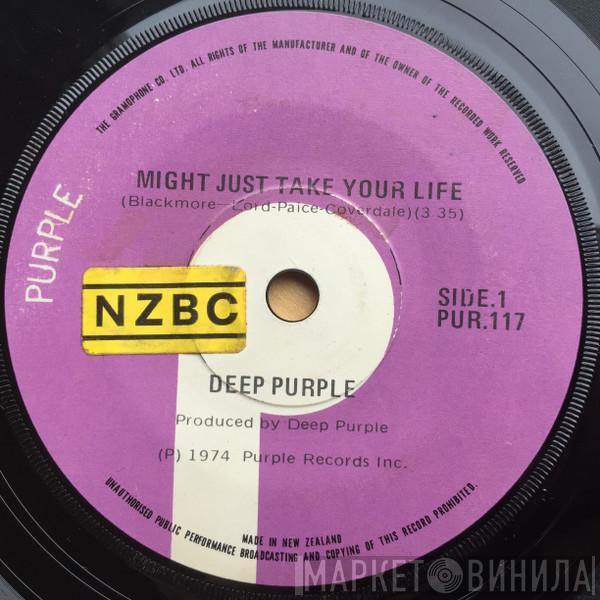 THE GRAMOPHONE CO. LTD. ALL RIGHTS OF THE MANUFACTURER AND OF THE OWNER OF THE RECORDED WORK RESERVED
MIGHT JUST TAKE YOUR LIFE
(Blackmore—Lord-Paice-Coverdale)(3 35)
PURPLE
NZBC
SIDE.1
PUR.117
DEEP PURPLE
Produced by Deep Purple
(P) 1974 Purple Records Inc.
MADE IN NEW ZEALAND
UNAUTHORISED PUBLIC PERFORMANCE BROADCASTING AND COPYING OF THIS RECORD PROHIBITED.
МАРКЕТ ВИНИЛА